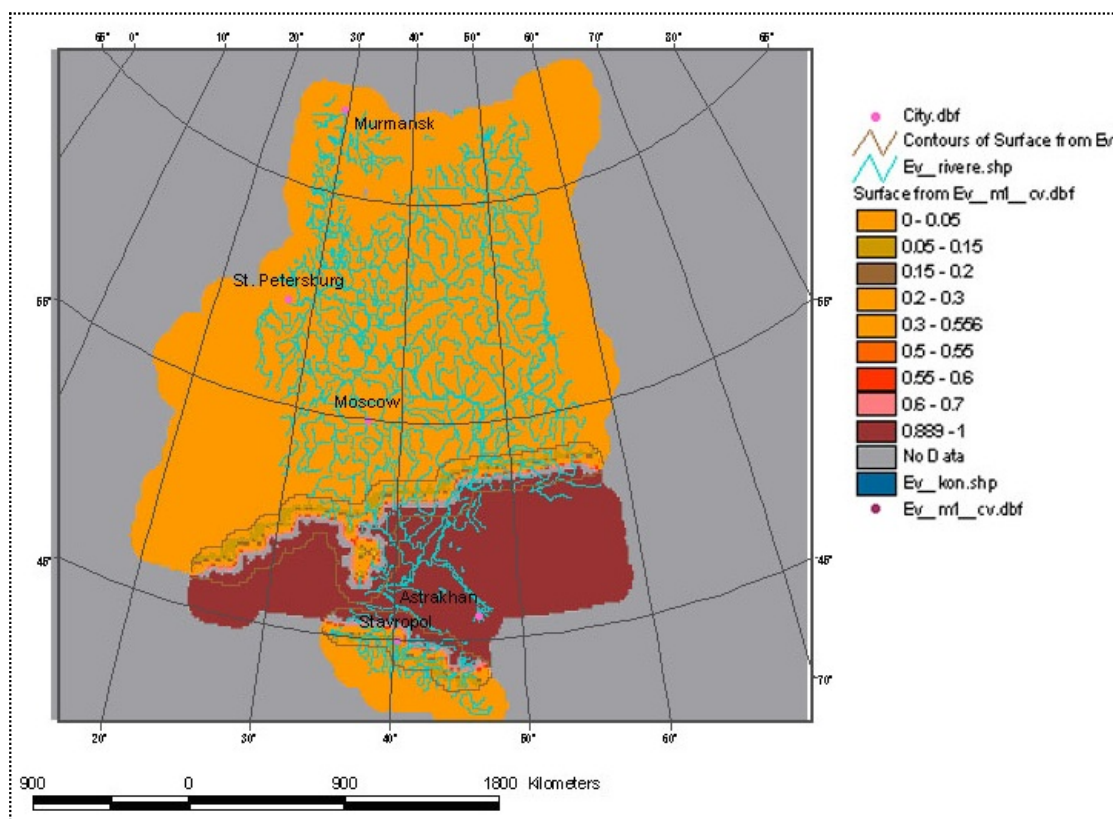 65° 0° 10° 20° 30° 40° 50° 60° 70° 80° 65°
Murmansk
St. Petersburg
55° 55°
Moscow
45° 45°
Astrakhan
Stavropol
70°
20° 30° 40° 50° 60°
900 0 900 1800 Kilometers
City.dbf
Contours of Surface from Ev
Ev__rivere.shp
Surface from Ev__m1__cv.dbf
0 - 0.05
0.05 - 0.15
0.15 - 0.2
0.2 - 0.3
0.3 - 0.556
0.5 - 0.55
0.55 - 0.6
0.6 - 0.7
0.889 - 1
No Data
Ev__kon.shp
Ev__m1__cv.dbf